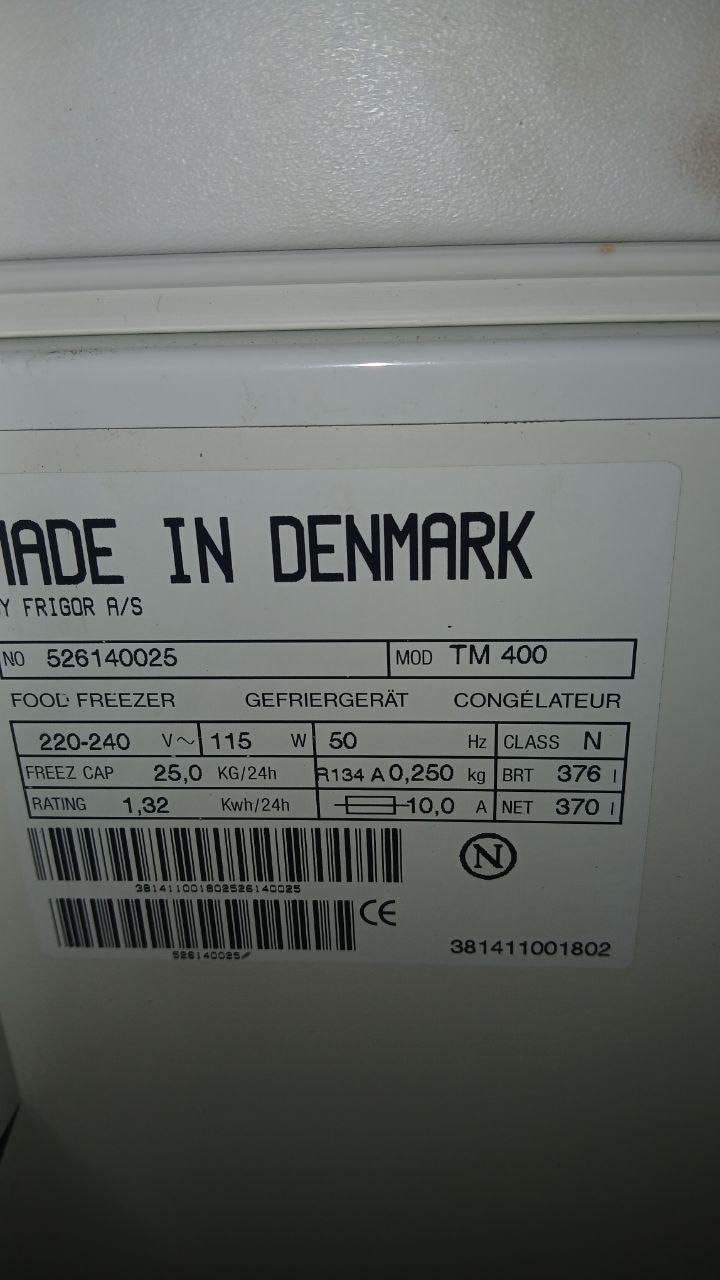 MADE IN DENMARK
BY FRIGOR A/S
NO 526140025 MOD TM 400
FOOD FREEZER GEFRIERGERÄT CONGÉLATEUR
220-240 V~ 115 W 50 Hz CLASS N
FREEZ CAP 25,0 KG/24h R134 A 0,250 kg BRT 376 l
RATING 1,32 Kwh/24h 10,0 A NET 370 l
N
381411001802526140025
CE
526140025
381411001802